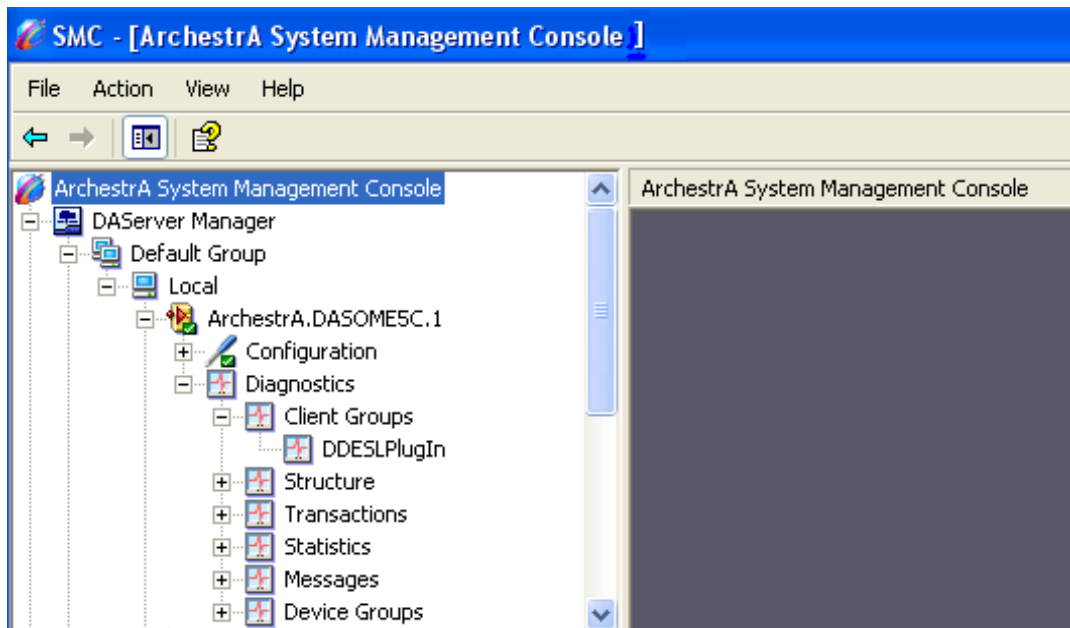 SMC - [ArchestrA System Management Console ]
File Action View Help
ArchestrA System Management Console
ArchestrA System Management Console
DAServer Manager
Default Group
Local
ArchestrA.DASOME5C.1
Configuration
Diagnostics
Client Groups
DDESLPlugIn
Structure
Transactions
Statistics
Messages
Device Groups